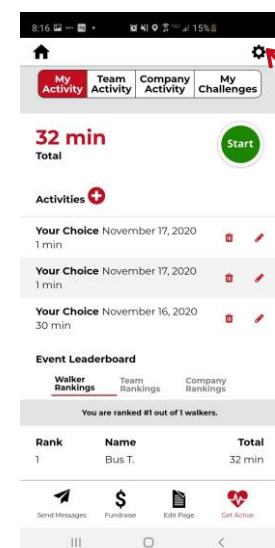 8:16 15%
My Activity Team Activity Company Activity My Challenges
32 min
Total
Start
Activities
Your Choice November 17, 2020
1 min
Your Choice November 17, 2020
1 min
Your Choice November 16, 2020
30 min
Event Leaderboard
Walker Rankings Team Rankings Company Rankings
You are ranked #1 out of 1 walkers.
Rank Name Total
1 Bus T. 32 min
Send Messages Fundraise Edit Page Get Active